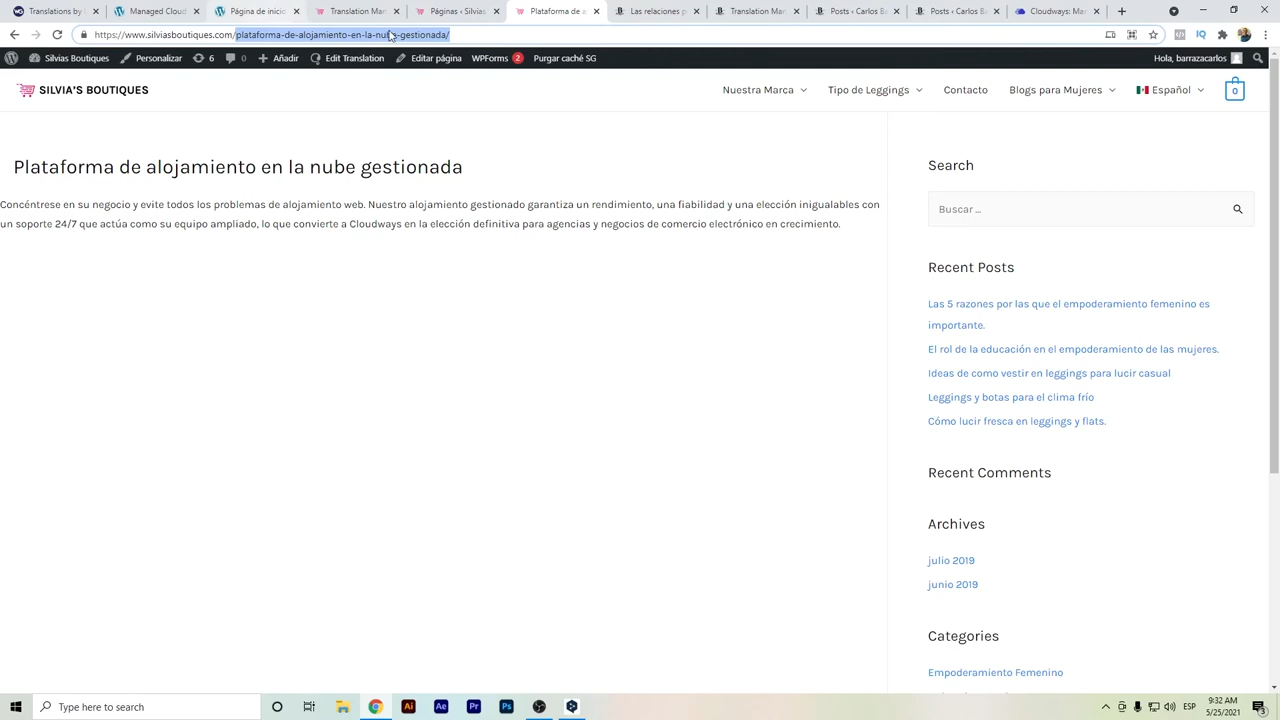 Translations by
Managed Cloud
Página de inicio
Translation Mar
Páginas ‹ Silvias
Plataforma de a
Las relaciones p
Translation Mar
Posts ‹ Carlos B
Posts ‹ Carlos B
Cloudways: Ma
https://www.silviasboutiques.com/plataforma-de-alojamiento-en-la-nube-gestionada/
Silvias Boutiques
Personalizar
6
0
Añadir
Edit Translation
Editar página
WPForms 2
Purgar caché SG
Hola, barrazacarlos
SILVIA'S BOUTIQUES
Nuestra Marca
Tipo de Leggings
Contacto
Blogs para Mujeres
Español
0
Plataforma de alojamiento en la nube gestionada
Concéntrese en su negocio y evite todos los problemas de alojamiento web. Nuestro alojamiento gestionado garantiza un rendimiento, una fiabilidad y una elección inigualables con
un soporte 24/7 que actúa como su equipo ampliado, lo que convierte a Cloudways en la elección definitiva para agencias y negocios de comercio electrónico en crecimiento.
Search
Buscar ...
Recent Posts
Las 5 razones por las que el empoderamiento femenino es
importante.
El rol de la educación en el empoderamiento de las mujeres.
Ideas de como vestir en leggings para lucir casual
Leggings y botas para el clima frío
Cómo lucir fresca en leggings y flats.
Recent Comments
Archives
julio 2019
junio 2019
Categories
Empoderamiento Femenino
Type here to search
Ai
Ae
Pr
Ps
ESP
9:32 AM
5/25/2021
3